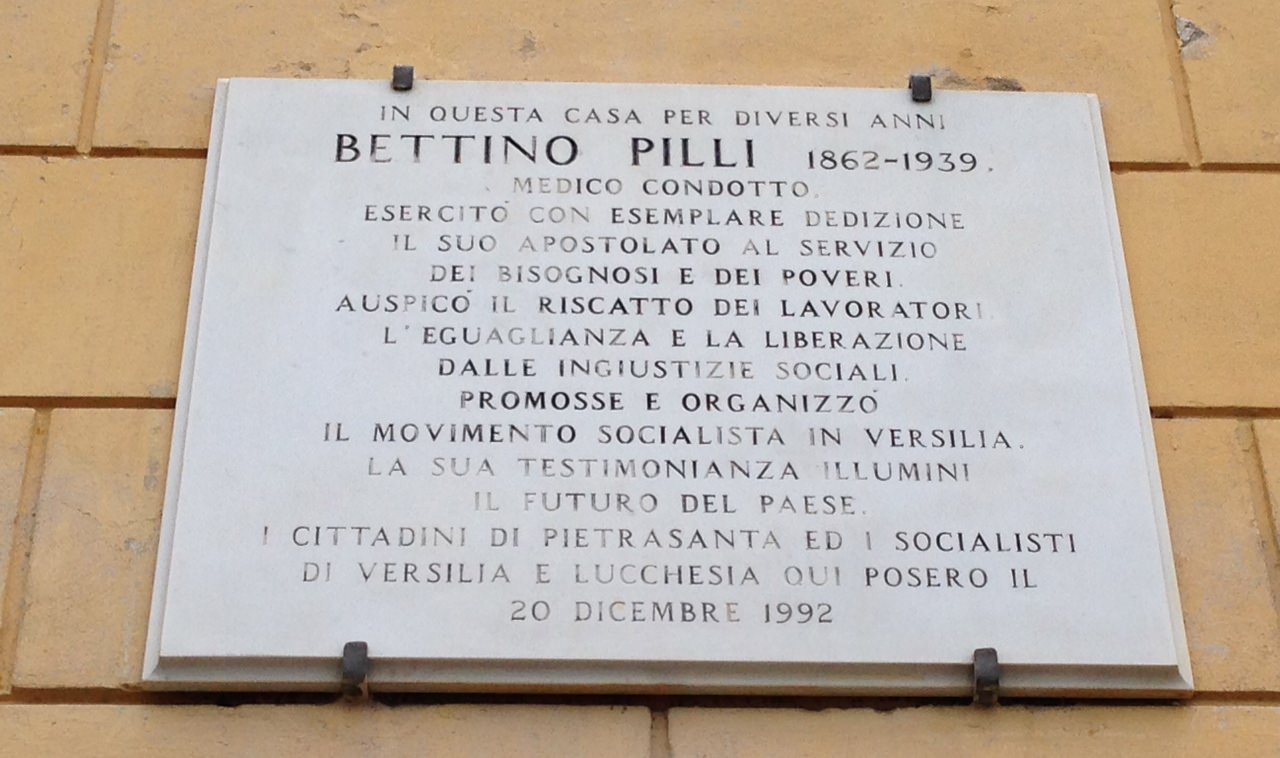 IN QUESTA CASA PER DIVERSI ANNI
BETTINO PILLI 1862-1939.
MEDICO CONDOTTO.
ESERCITO' CON ESEMPLARE DEDIZIONE
IL SUO APOSTOLATO AL SERVIZIO
DEI BISOGNOSI E DEI POVERI.
AUSPICO' IL RISCATTO DEI LAVORATORI.
L'EGUAGLIANZA E LA LIBERAZIONE
DALLE INGIUSTIZIE SOCIALI.
PROMOSSE E ORGANIZZO'
IL MOVIMENTO SOCIALISTA IN VERSILIA.
LA SUA TESTIMONIANZA ILLUMINI
IL FUTURO DEL PAESE.
I CITTADINI DI PIETRASANTA ED I SOCIALISTI
DI VERSILIA E LUCCHESIA QUI POSERO IL
20 DICEMBRE 1992